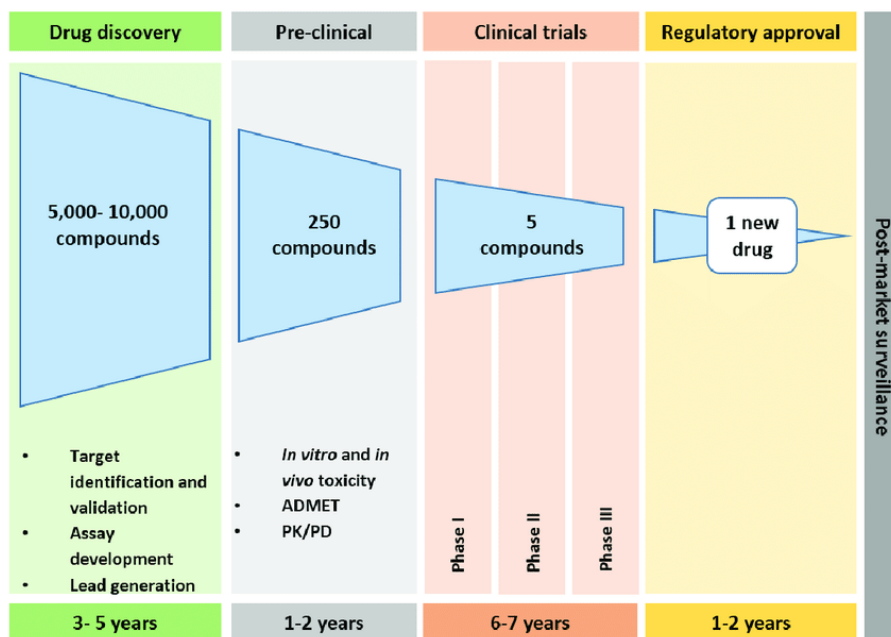 Drug discovery
Pre-clinical
Clinical trials
Regulatory approval
5,000- 10,000
compounds
250
compounds
5
compounds
1 new
drug
• Target
identification and
validation
• Assay
development
• Lead generation
• In vitro and in
vivo toxicity
• ADMET
• PK/PD
Phase I
Phase II
Phase III
3- 5 years
1-2 years
6-7 years
1-2 years
Post-market surveillance